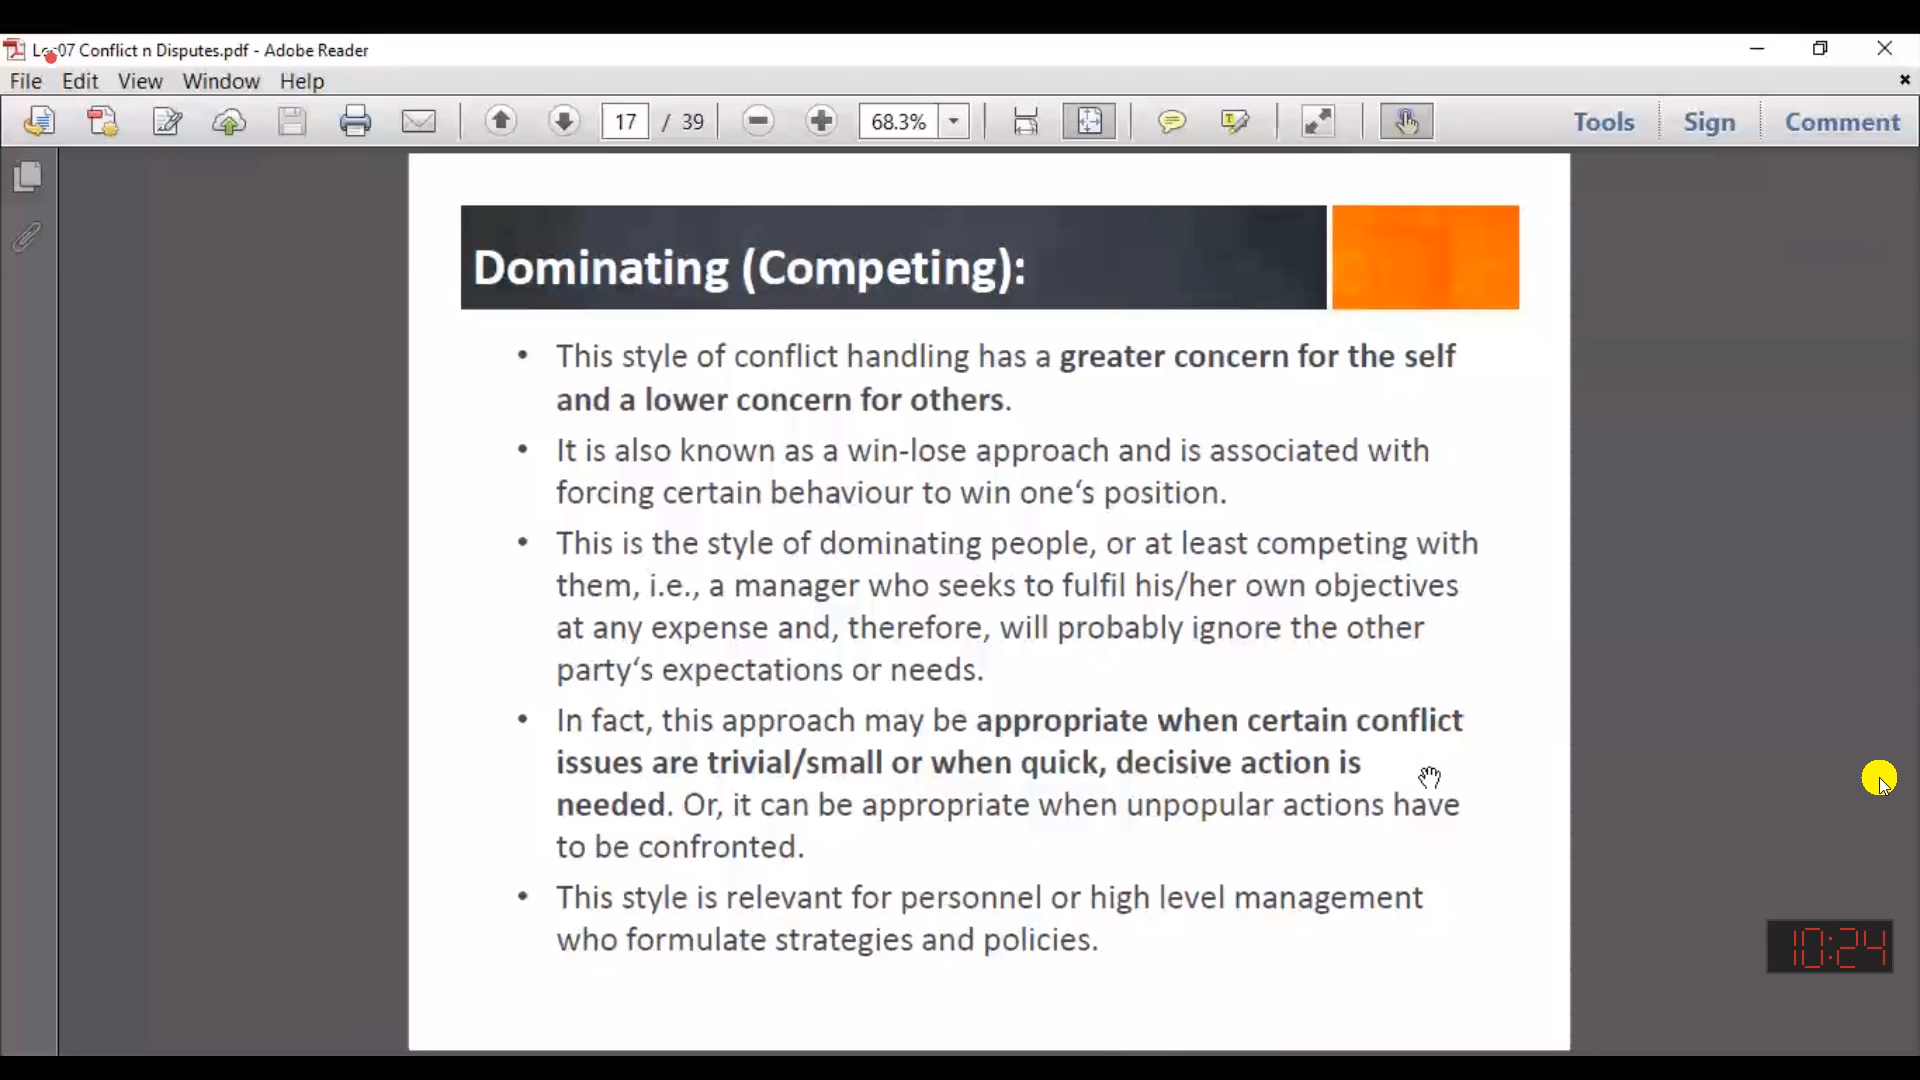 07 Conflict n Disputes.pdf - Adobe Reader
File Edit View Window Help
17 / 39 68.3% Tools Sign Comment
Dominating (Competing):
• This style of conflict handling has a greater concern for the self
and a lower concern for others.
• It is also known as a win-lose approach and is associated with
forcing certain behaviour to win one‘s position.
• This is the style of dominating people, or at least competing with
them, i.e., a manager who seeks to fulfil his/her own objectives
at any expense and, therefore, will probably ignore the other
party‘s expectations or needs.
• In fact, this approach may be appropriate when certain conflict
issues are trivial/small or when quick, decisive action is
needed. Or, it can be appropriate when unpopular actions have
to be confronted.
• This style is relevant for personnel or high level management
who formulate strategies and policies.
10:24